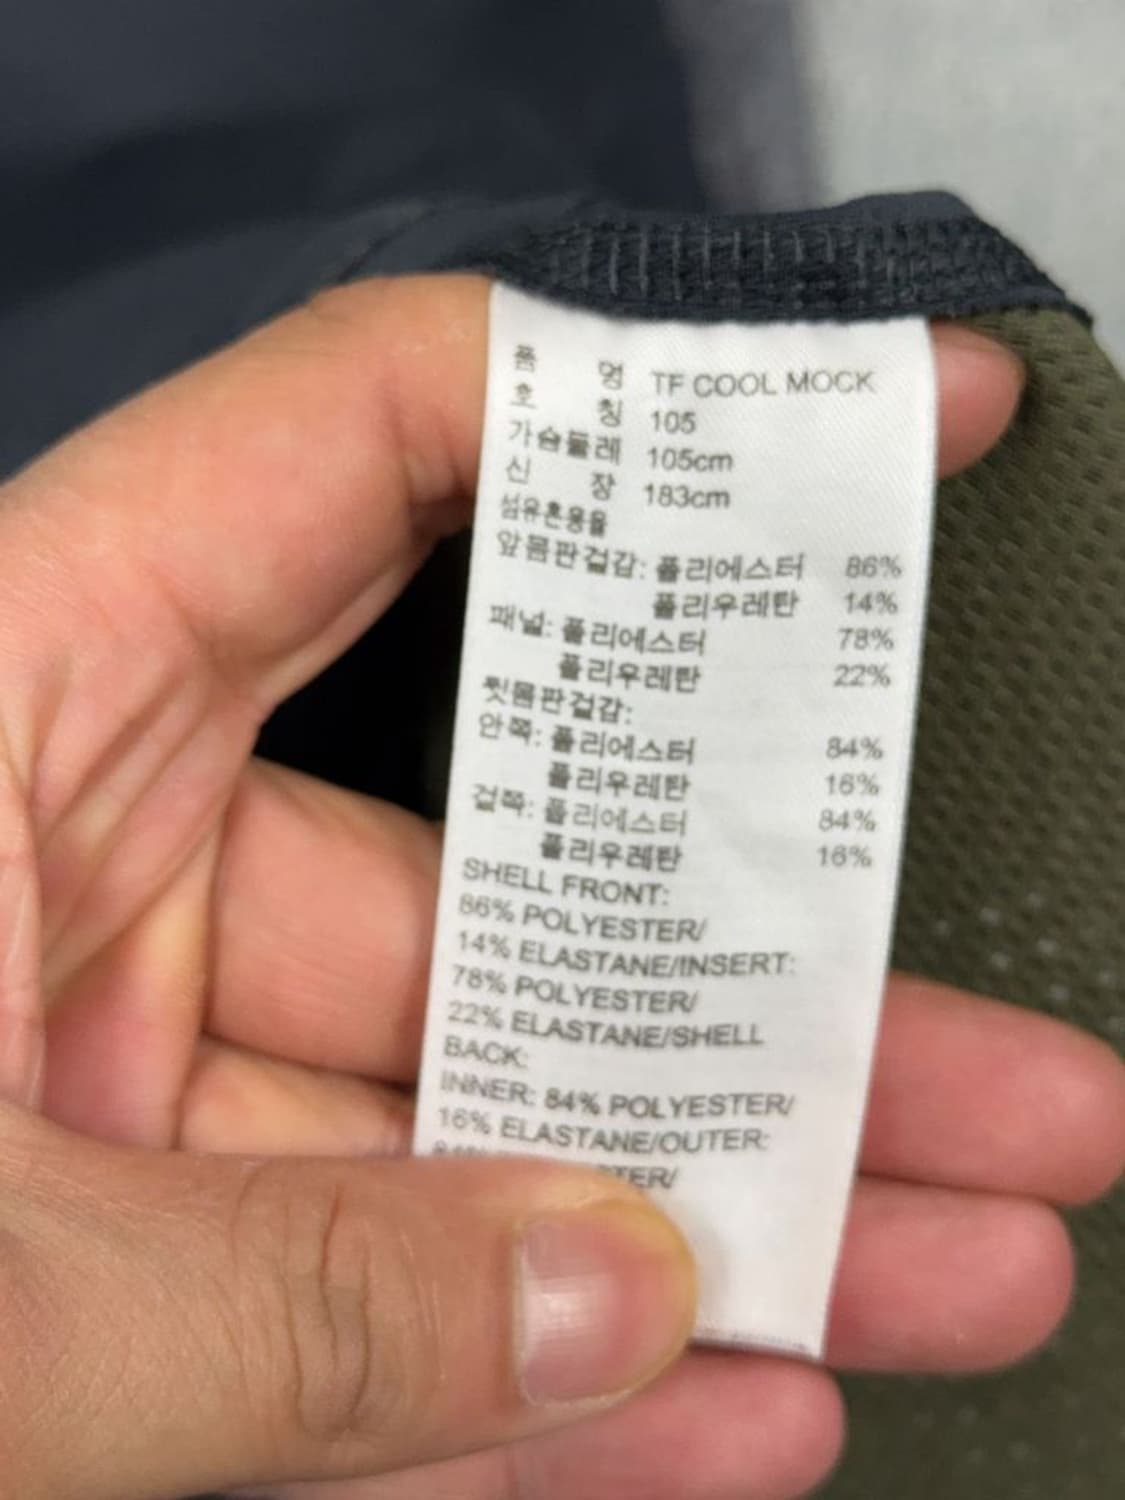 품 명 TF COOL MOCK
호 칭 105
가슴둘레 105cm
신 장 183cm
섬유혼용율
앞몸판겉감: 폴리에스터 86%
폴리우레탄 14%
패널: 폴리에스터 78%
폴리우레탄 22%
뒷몸판겉감:
안쪽: 폴리에스터 84%
폴리우레탄 16%
겉쪽: 폴리에스터 84%
폴리우레탄 16%
SHELL FRONT:
86% POLYESTER/
14% ELASTANE/INSERT:
78% POLYESTER/
22% ELASTANE/SHELL
BACK:
INNER: 84% POLYESTER/
16% ELASTANE/OUTER: